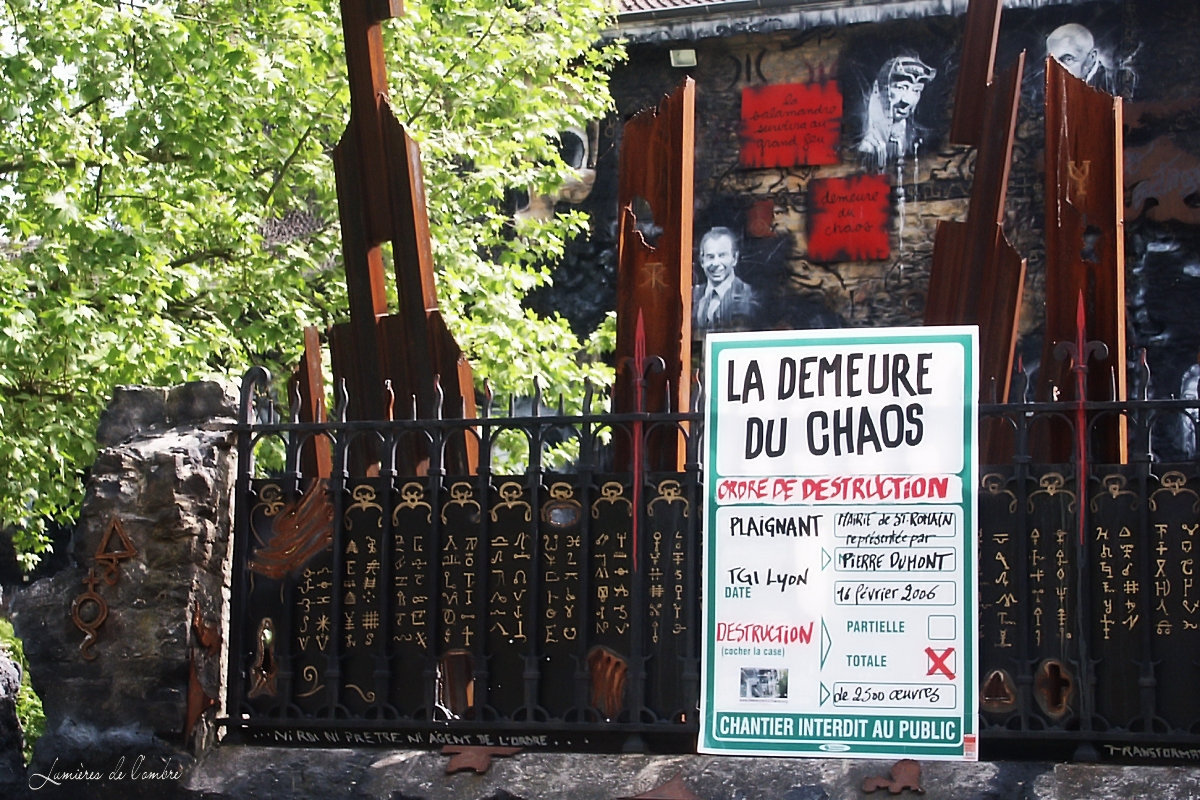 La
salamandre
survivra au
grand feu
demeure
du
chaos
LA DEMEURE
DU CHAOS
ORDRE DE DESTRUCTION
PLAIGNANT
MAIRIE de ST. ROMAIN
représentée par
PIERRE DUMONT
TGI LYON
DATE
16 février 2006
DESTRUCTION
(cocher la case)
PARTIELLE
TOTALE
de 2500 œuvres
CHANTIER INTERDIT AU PUBLIC
...NI ROI NI PRETRE NI AGENT DE L'ORDRE...
TRANSFORMA
Lumières de l'ombre